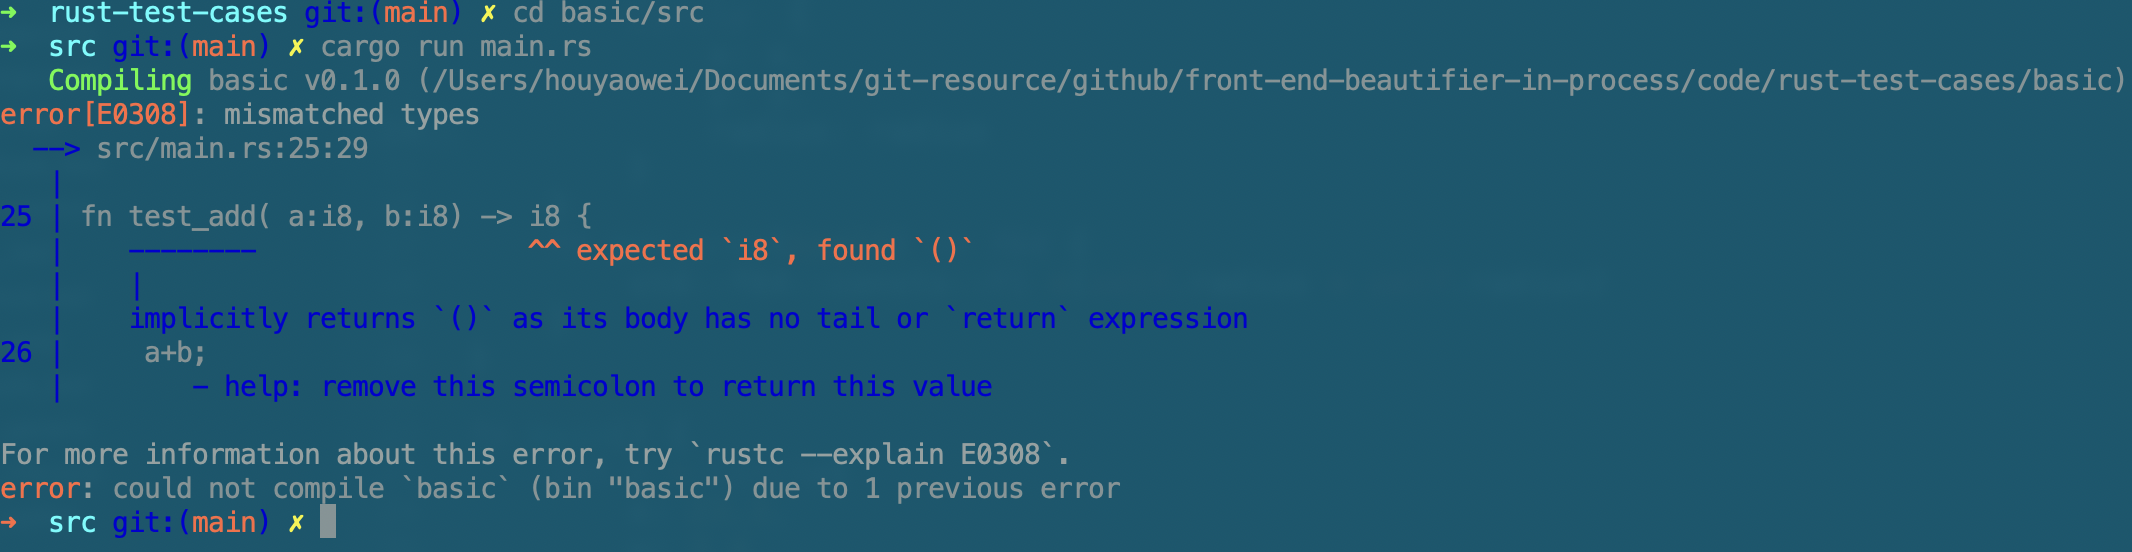 ➜  rust-test-cases git:(main) ✗ cd basic/src
➜  src git:(main) ✗ cargo run main.rs
   Compiling basic v0.1.0 (/Users/houyaowei/Documents/git-resource/github/front-end-beautifier-in-process/code/rust-test-cases/basic)
error[E0308]: mismatched types
  --> src/main.rs:25:29
   |
25 | fn test_add( a:i8, b:i8) -> i8 {
   |    --------                 ^^ expected `i8`, found `()`
   |    |
   |    implicitly returns `()` as its body has no tail or `return` expression
26 |     a+b;
   |        - help: remove this semicolon to return this value

For more information about this error, try `rustc --explain E0308`.
error: could not compile `basic` (bin "basic") due to 1 previous error
➜  src git:(main) ✗